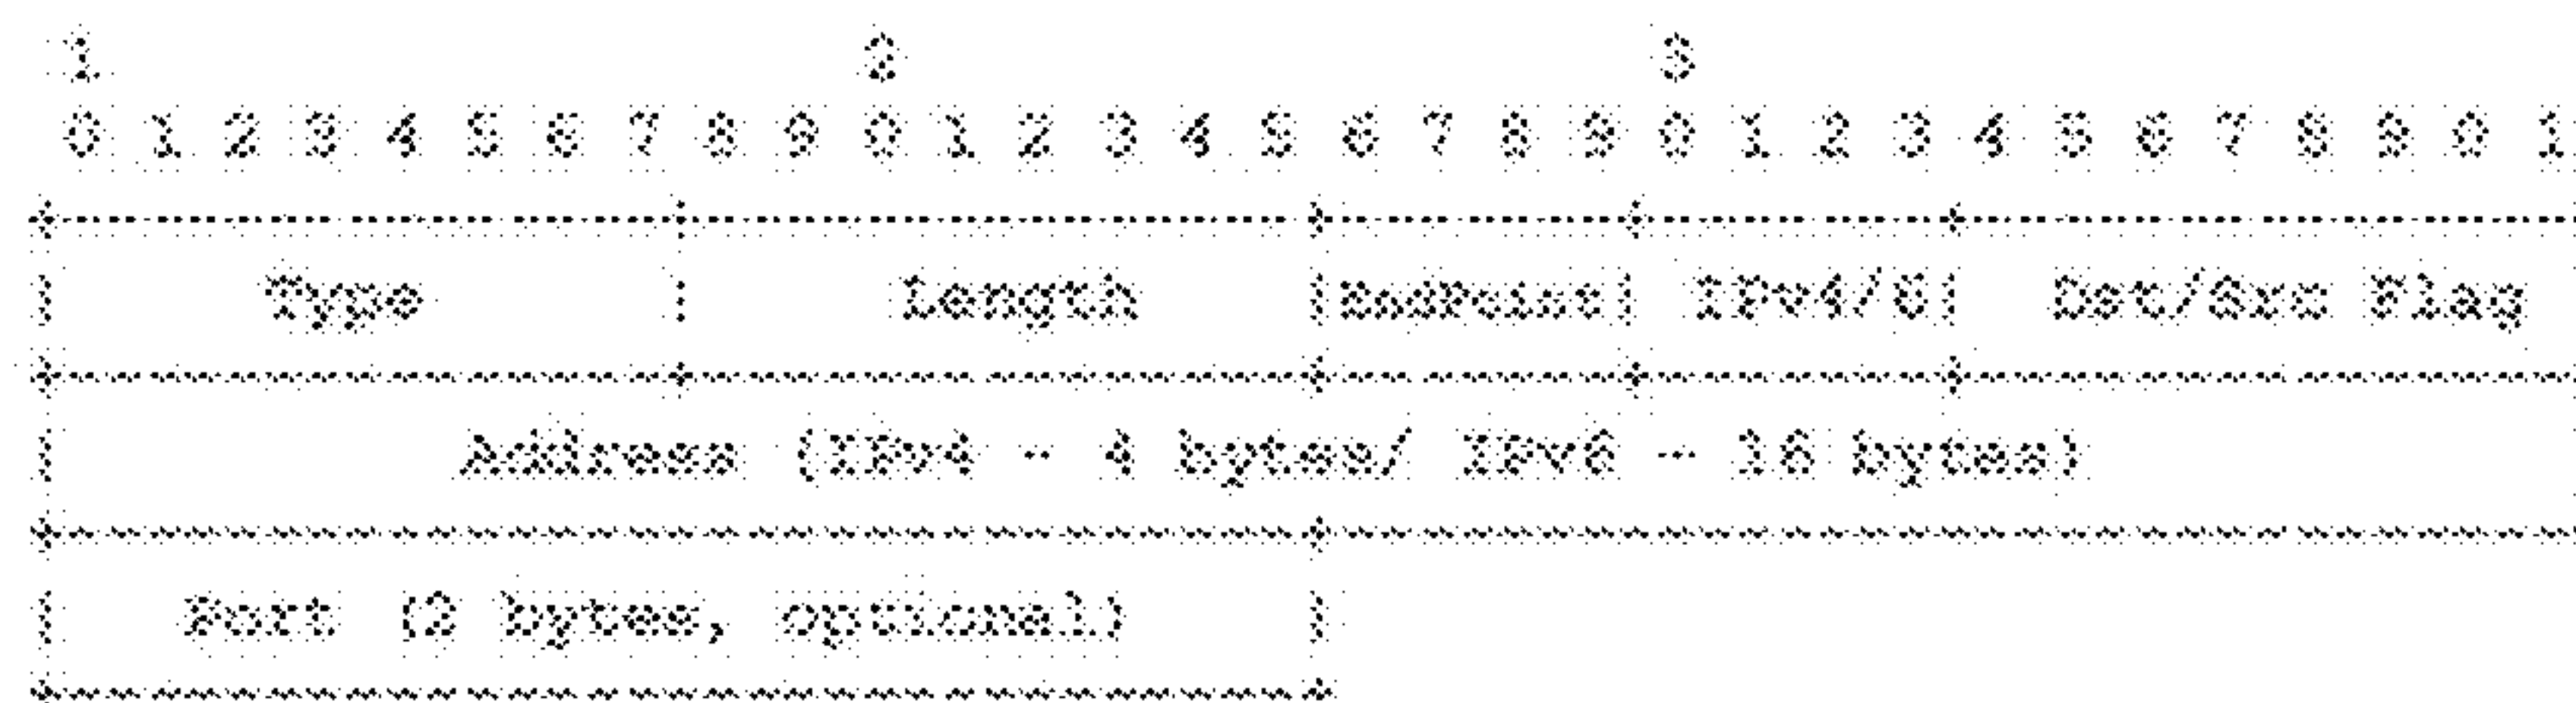 1 2 3
0 1 2 3 4 5 6 7 8 9 0 1 2 3 4 5 6 7 8 9 0 1 2 3 4 5 6 7 8 9 0 1
Type Length EndPoint IPv4/6 Dst/Src Flag
Address (IPv4 - 4 bytes/ IPv6 - 16 bytes)
Port (2 bytes, optional)